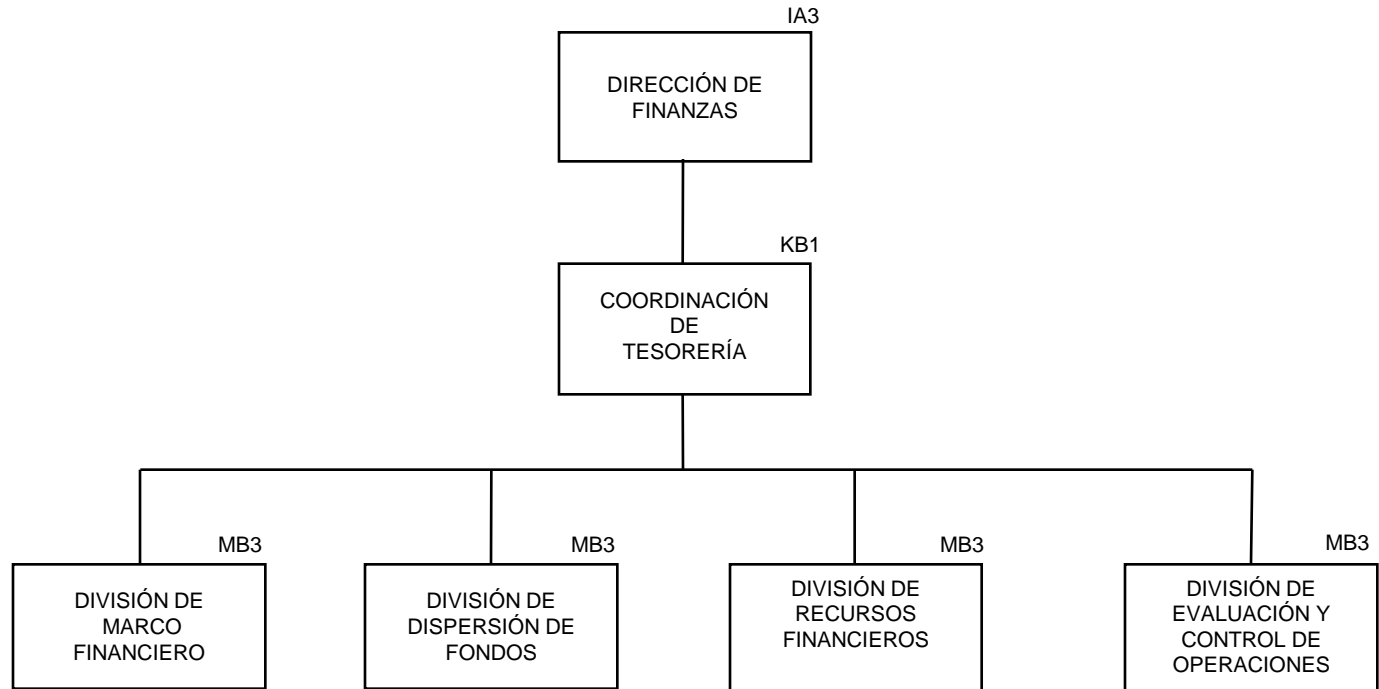 IA3
DIRECCIÓN DE
FINANZAS
KB1
COORDINACIÓN
DE
TESORERÍA
MB3
DIVISIÓN DE
MARCO
FINANCIERO
MB3
DIVISIÓN DE
DISPERSIÓN DE
FONDOS
MB3
DIVISIÓN DE
RECURSOS
FINANCIEROS
MB3
DIVISIÓN DE
EVALUACIÓN Y
CONTROL DE
OPERACIONES